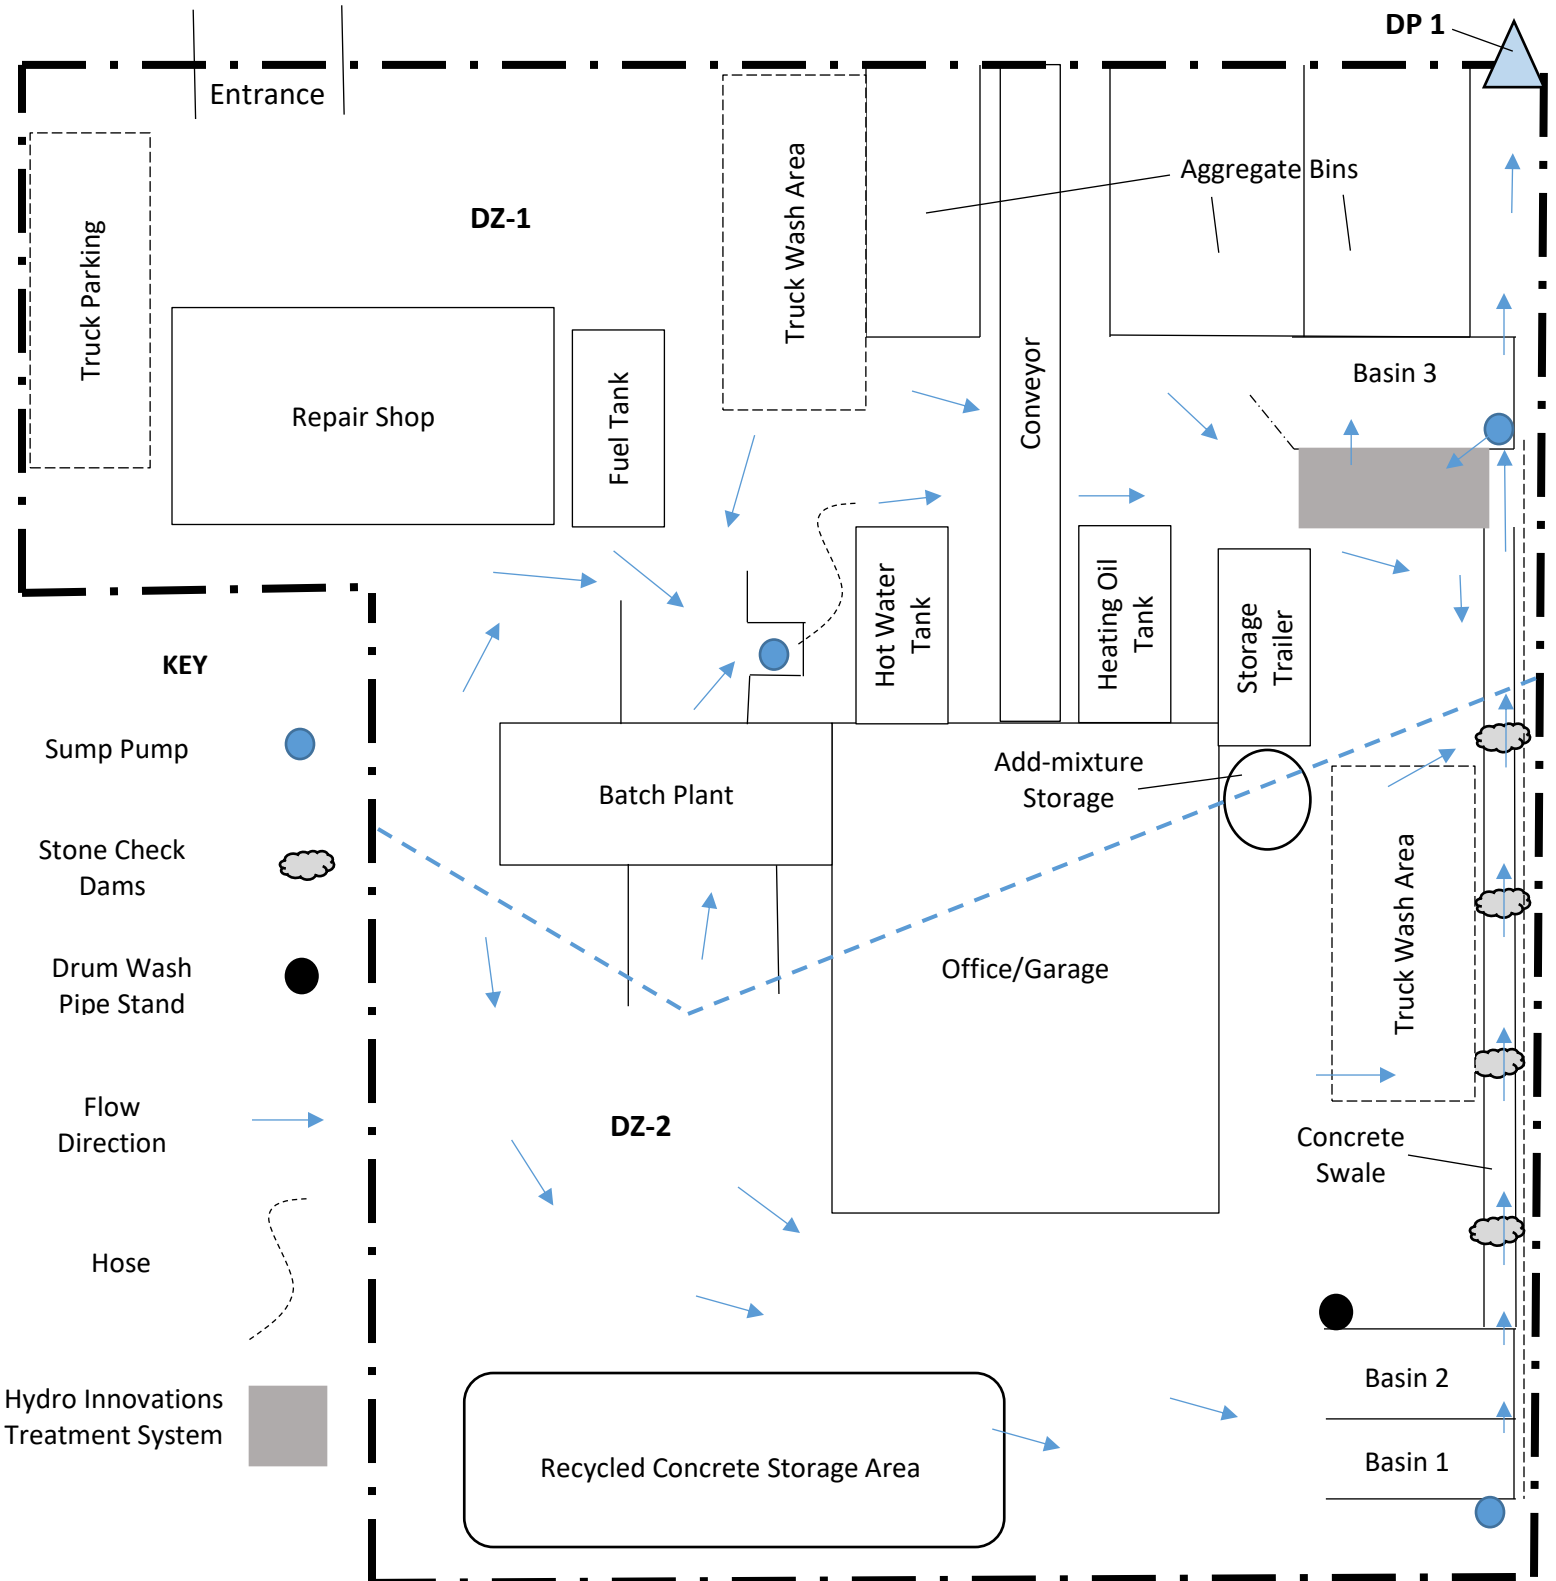 DP 1
Entrance
Truck Parking
DZ-1
Truck Wash Area
Aggregate Bins
Repair Shop
Fuel Tank
Conveyor
Basin 3
Hot Water
Tank
Heating Oil
Tank
Storage
Trailer
KEY
Sump Pump
Stone Check
Dams
Drum Wash
Pipe Stand
Flow
Direction
Hose
Hydro Innovations
Treatment System
Batch Plant
Add-mixture
Storage
Office/Garage
Truck Wash Area
DZ-2
Concrete
Swale
Basin 2
Basin 1
Recycled Concrete Storage Area